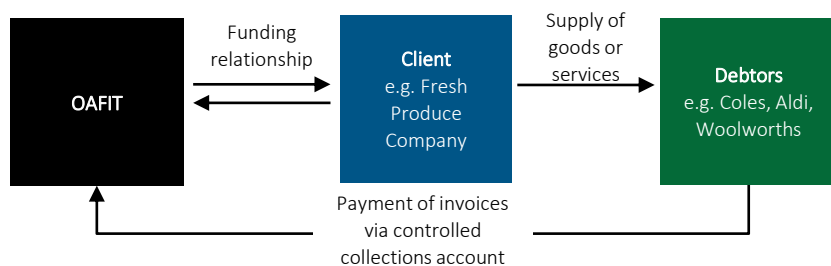 OAFIT
Funding
relationship
Client
e.g. Fresh
Produce
Company
Supply of
goods or
services
Debtors
e.g. Coles, Aldi,
Woolworths
Payment of invoices
via controlled
collections account